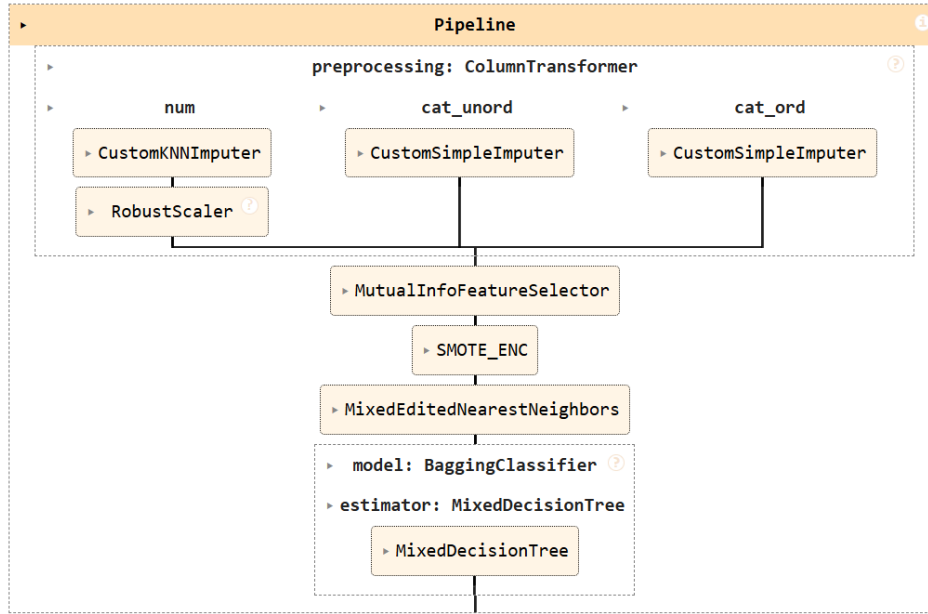 Pipeline
i
preprocessing: ColumnTransformer
?
num
cat_unord
cat_ord
CustomKNNImputer
CustomSimpleImputer
CustomSimpleImputer
RobustScaler
?
MutualInfoFeatureSelector
SMOTE_ENC
MixedEditedNearestNeighbors
model: BaggingClassifier
?
estimator: MixedDecisionTree
MixedDecisionTree